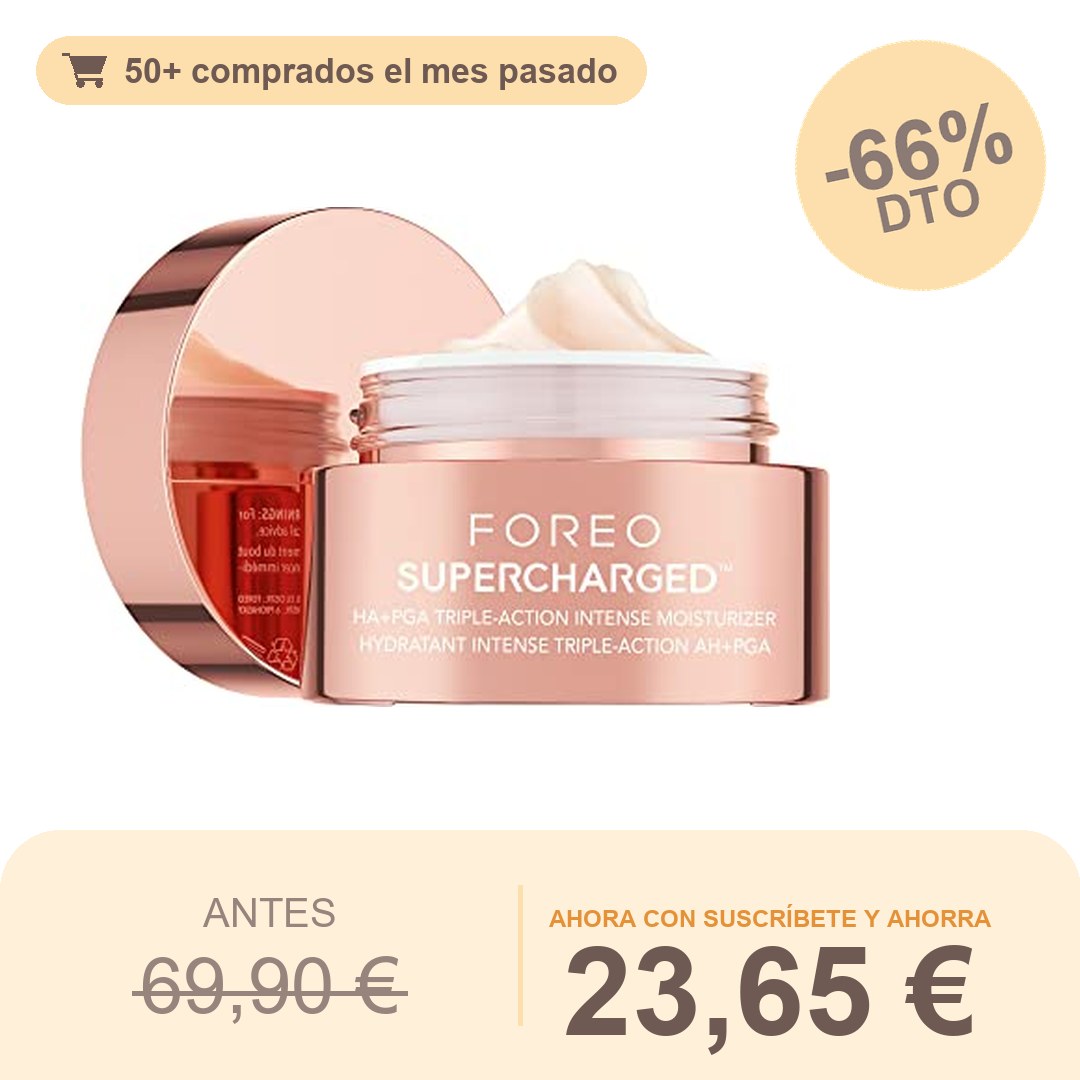 50+ comprados el mes pasado
-66%
DTO
FOREO
SUPERCHARGED™
HA+PGA TRIPLE-ACTION INTENSE MOISTURIZER
HYDRATANT INTENSE TRIPLE-ACTION AH+PGA
ANTES
69,90 €
AHORA CON SUSCRÍBETE Y AHORRA
23,65 €